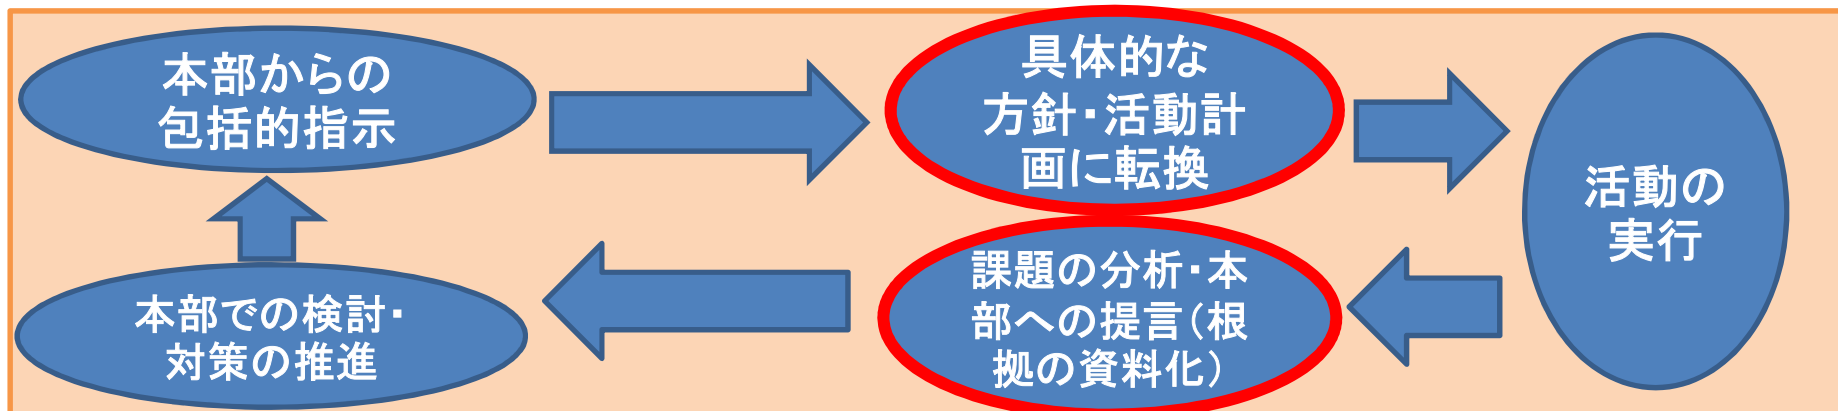 本部からの
包括的指示
具体的な
方針・活動計
画に転換
活動の
実行
課題の分析・本
部への提言（根
拠の資料化）
本部での検討・
対策の推進